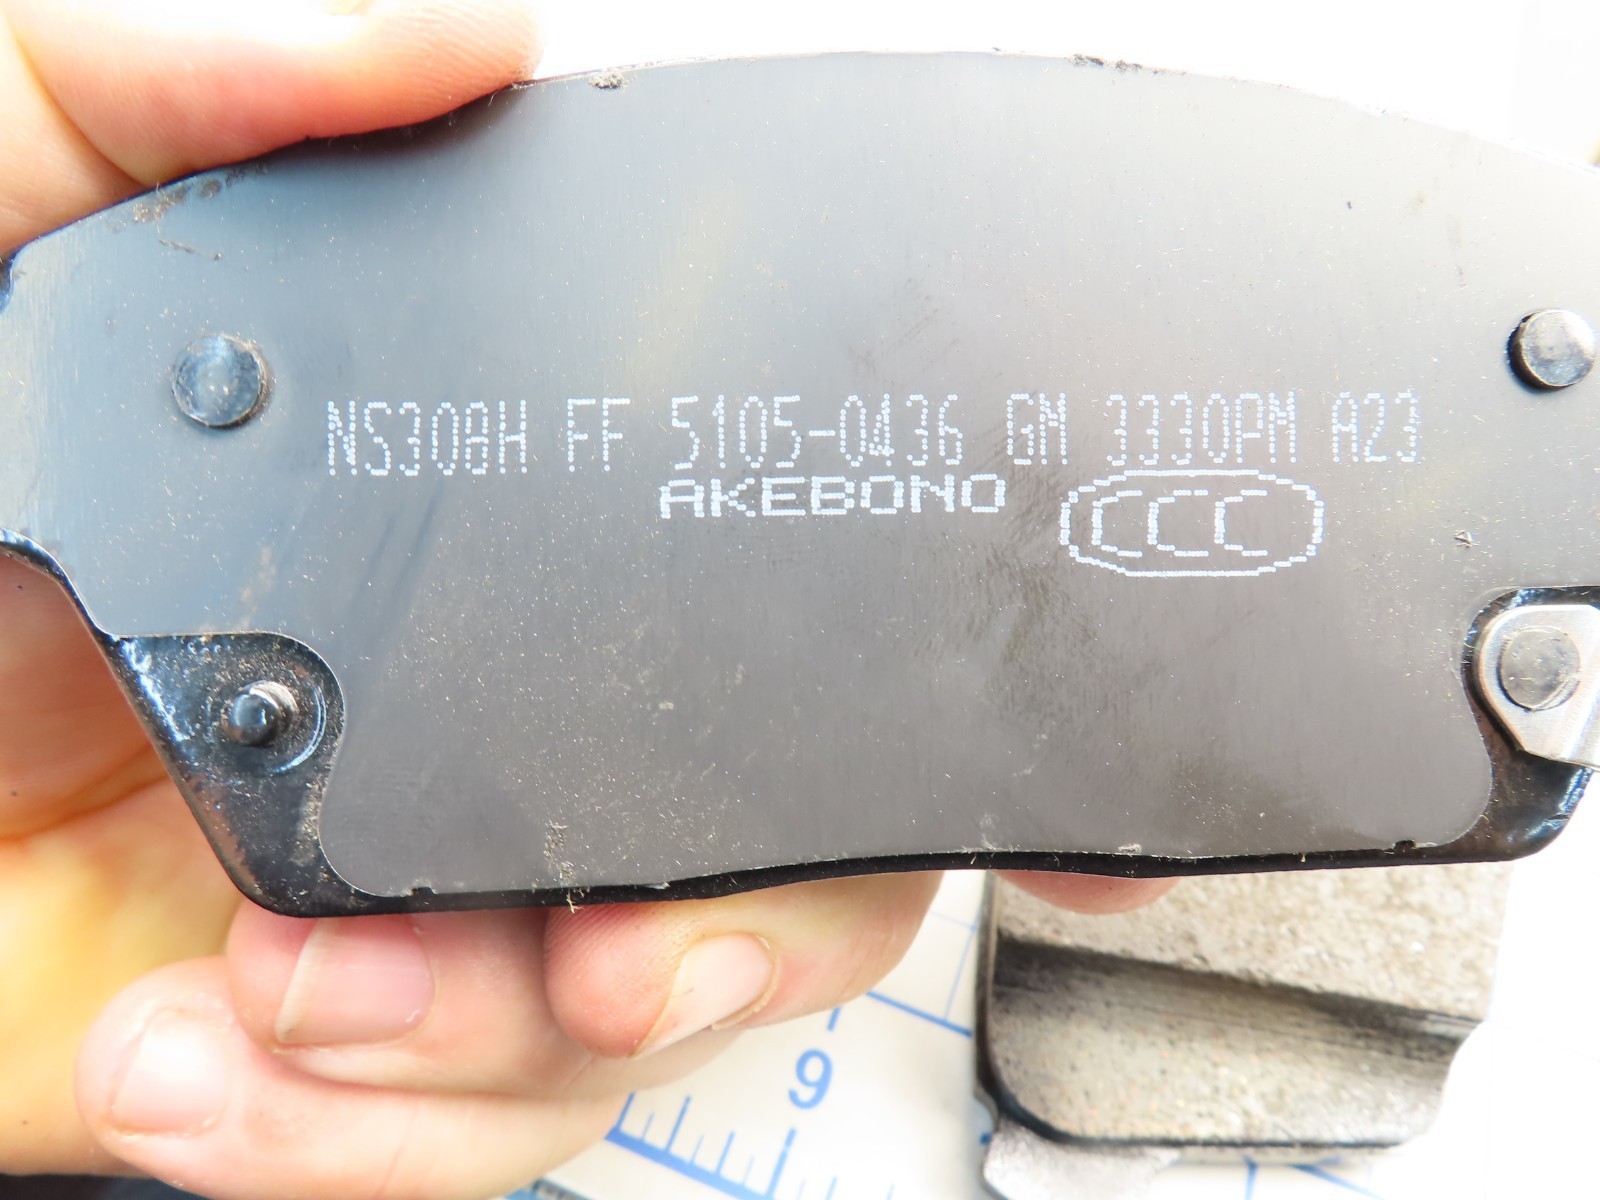 NS308H FF 5105-0436 GM 3330PM A23
AKEBONO
CCC
9